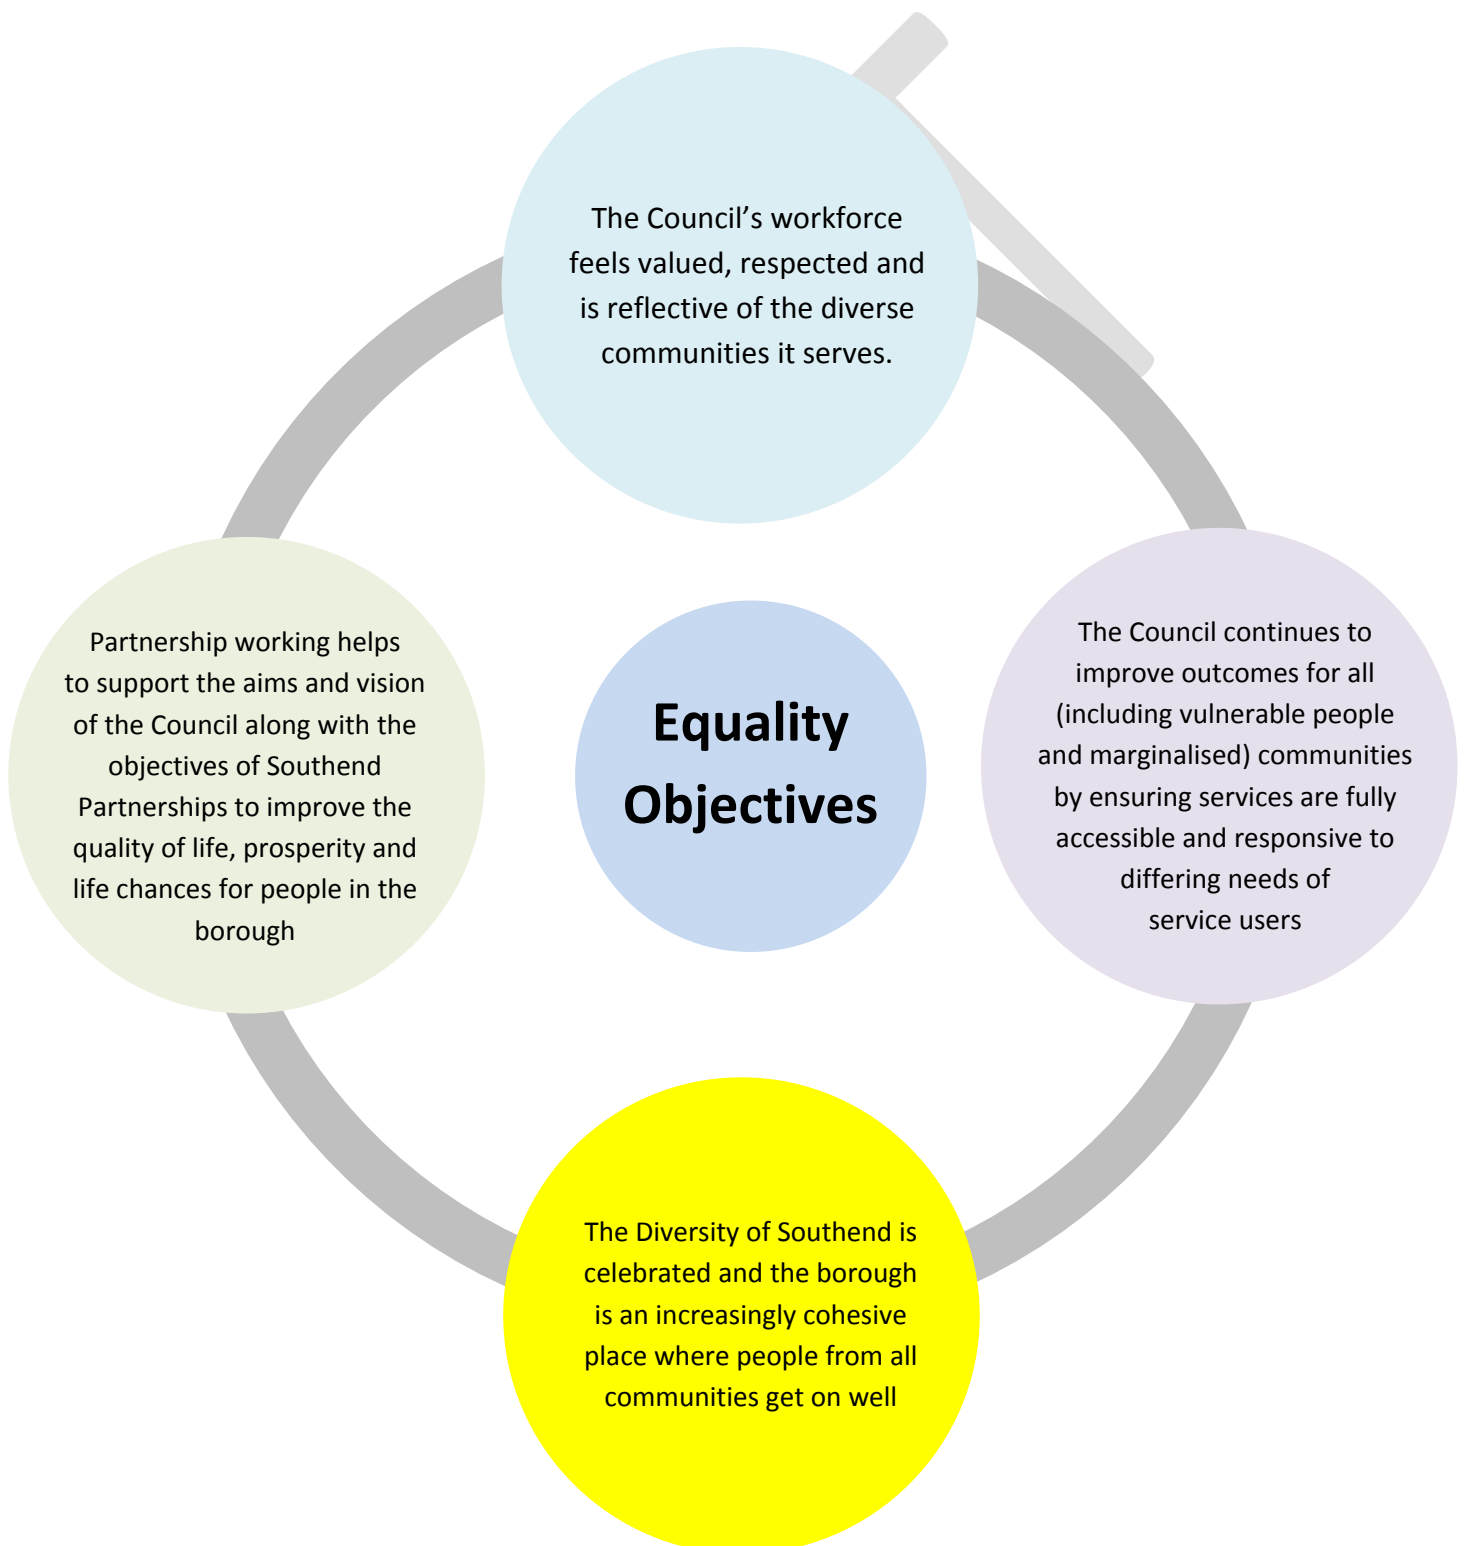 The Council’s workforce
feels valued, respected and
is reflective of the diverse
communities it serves.
Partnership working helps
to support the aims and vision
of the Council along with the
objectives of Southend
Partnerships to improve the
quality of life, prosperity and
life chances for people in the
borough
Equality
Objectives
The Council continues to
improve outcomes for all
(including vulnerable people
and marginalised) communities
by ensuring services are fully
accessible and responsive to
differing needs of
service users
The Diversity of Southend is
celebrated and the borough
is an increasingly cohesive
place where people from all
communities get on well